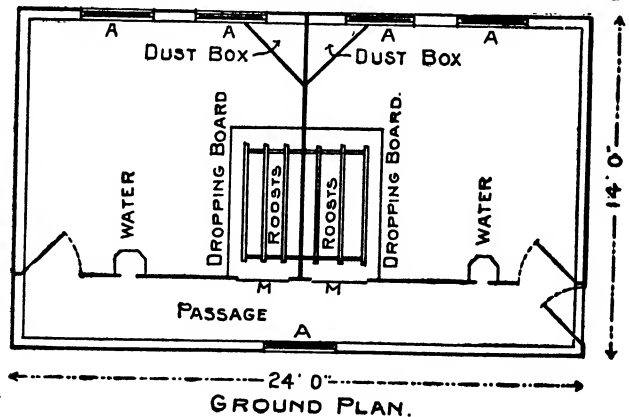 A A A A
DUST BOX DUST BOX
DROPPING BOARD
DROPPING BOARD.
ROOSTS
ROOSTS
WATER
WATER
14' 0"
M M
PASSAGE
A
24' 0"
GROUND PLAN.